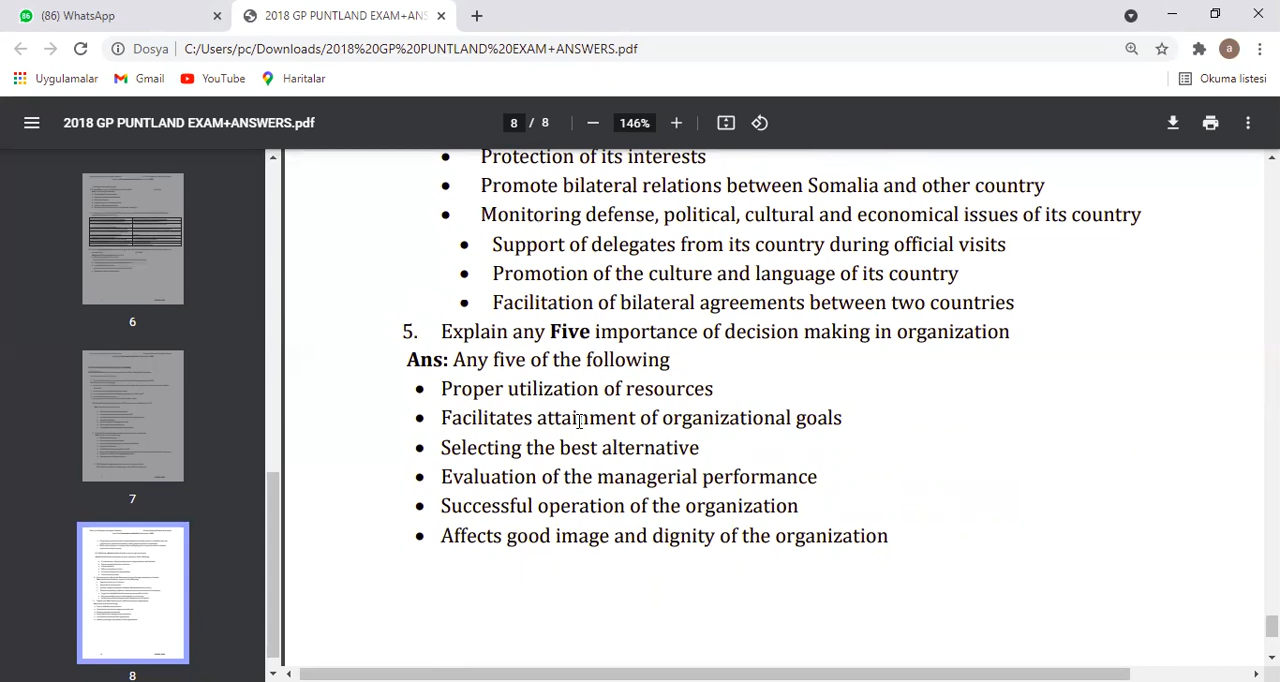 (86) WhatsApp
2018 GP PUNTLAND EXAM+ANS
Dosya
C:/Users/pc/Downloads/2018%20GP%20PUNTLAND%20EXAM+ANSWERS.pdf
a
Uygulamalar
Gmail
YouTube
Haritalar
Okuma listesi
2018 GP PUNTLAND EXAM+ANSWERS.pdf
8 / 8
146%
• Protection of its interests
• Promote bilateral relations between Somalia and other country
• Monitoring defense, political, cultural and economical issues of its country
• Support of delegates from its country during official visits
• Promotion of the culture and language of its country
• Facilitation of bilateral agreements between two countries
5. Explain any Five importance of decision making in organization
Ans: Any five of the following
• Proper utilization of resources
• Facilitates attainment of organizational goals
• Selecting the best alternative
• Evaluation of the managerial performance
• Successful operation of the organization
• Affects good image and dignity of the organization
6
7
8